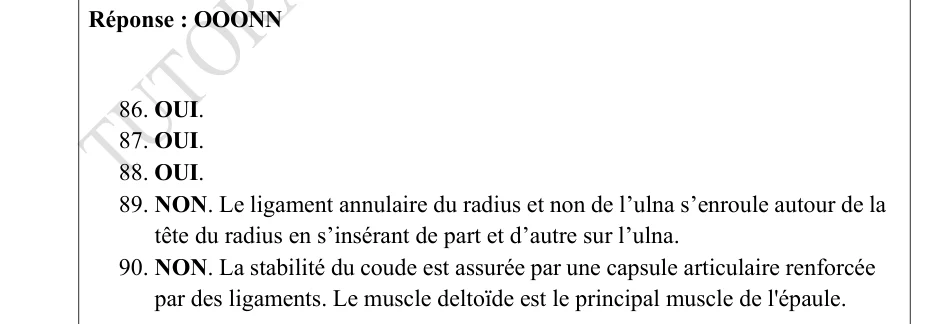 Réponse : OOONN
86. OUI.
87. OUI.
88. OUI.
89. NON. Le ligament annulaire du radius et non de l’ulna s’enroule autour de la
tête du radius en s’insérant de part et d’autre sur l’ulna.
90. NON. La stabilité du coude est assurée par une capsule articulaire renforcée
par des ligaments. Le muscle deltoïde est le principal muscle de l'épaule.